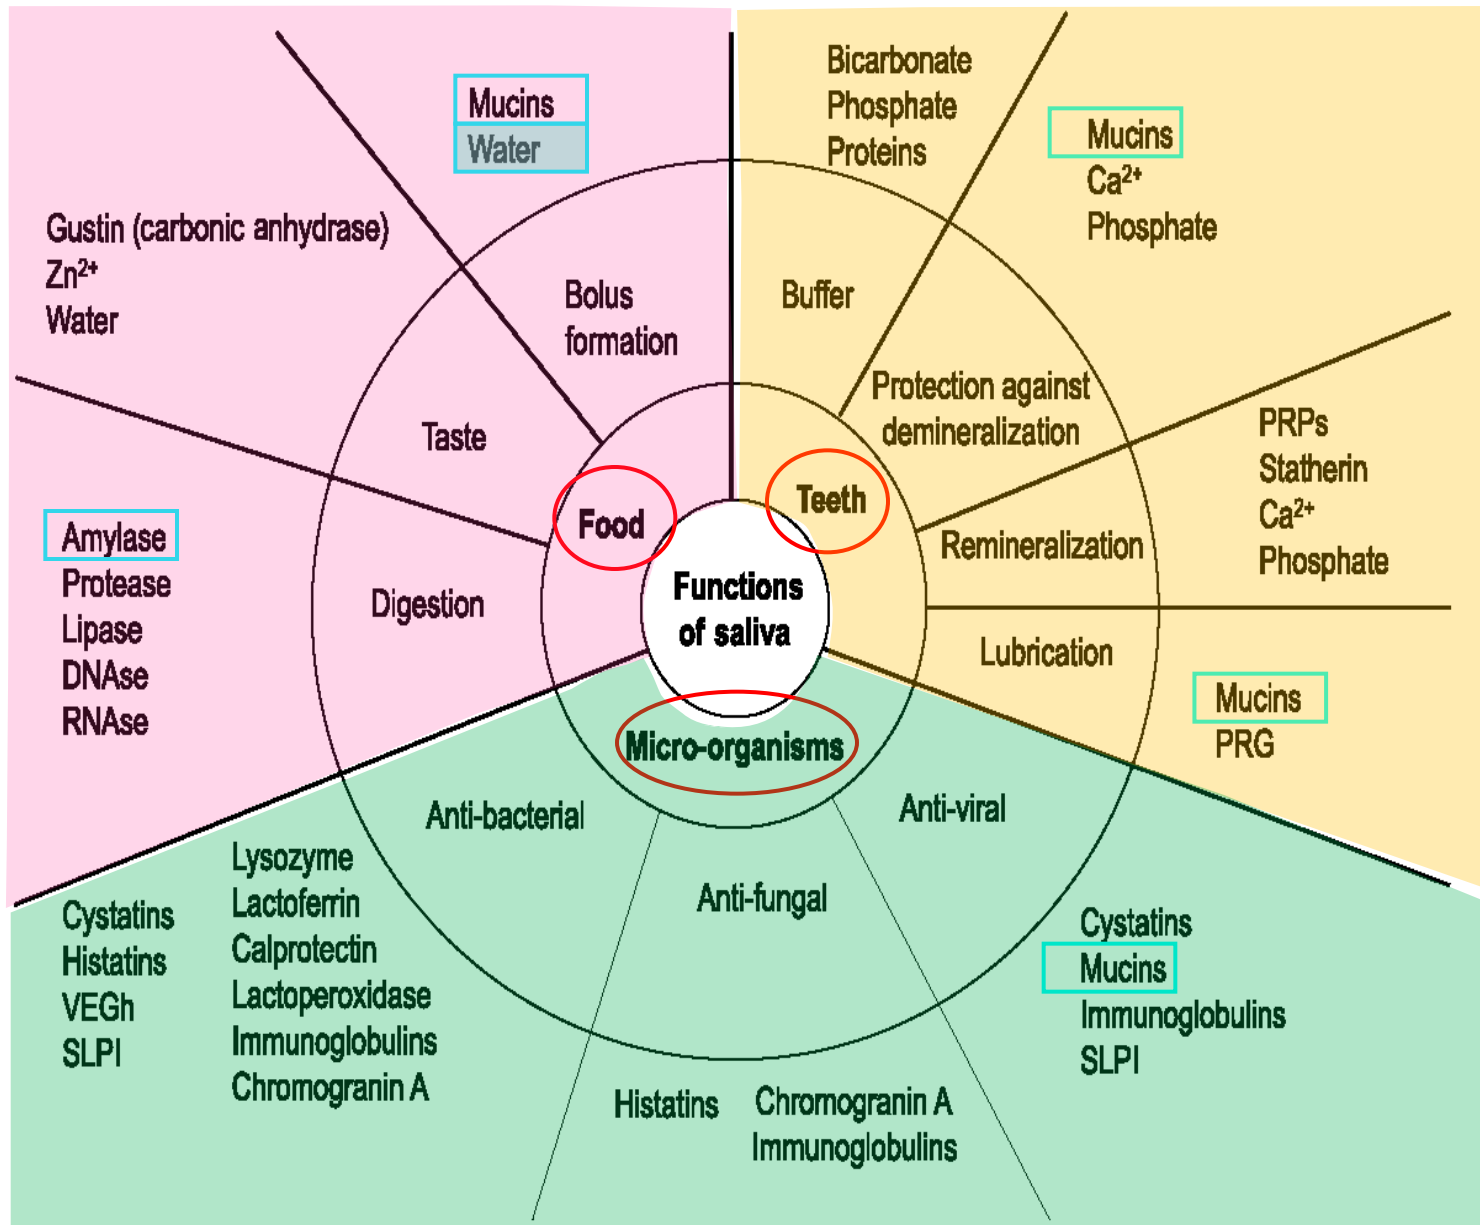 Mucins
Water
Bicarbonate
Phosphate
Proteins
Mucins
Ca²⁺
Phosphate
Gustin (carbonic anhydrase)
Zn²⁺
Water
Bolus
formation
Buffer
Taste
Protection against
demineralization
PRPs
Statherin
Ca²⁺
Phosphate
Food
Teeth
Amylase
Protease
Lipase
DNAse
RNAse
Digestion
Functions
of saliva
Remineralization
Lubrication
Mucins
PRG
Micro-organisms
Anti-bacterial
Anti-fungal
Anti-viral
Cystatins
Histatins
VEGh
SLPI
Lysozyme
Lactoferrin
Calprotectin
Lactoperoxidase
Immunoglobulins
Chromogranin A
Histatins
Chromogranin A
Immunoglobulins
Cystatins
Mucins
Immunoglobulins
SLPI